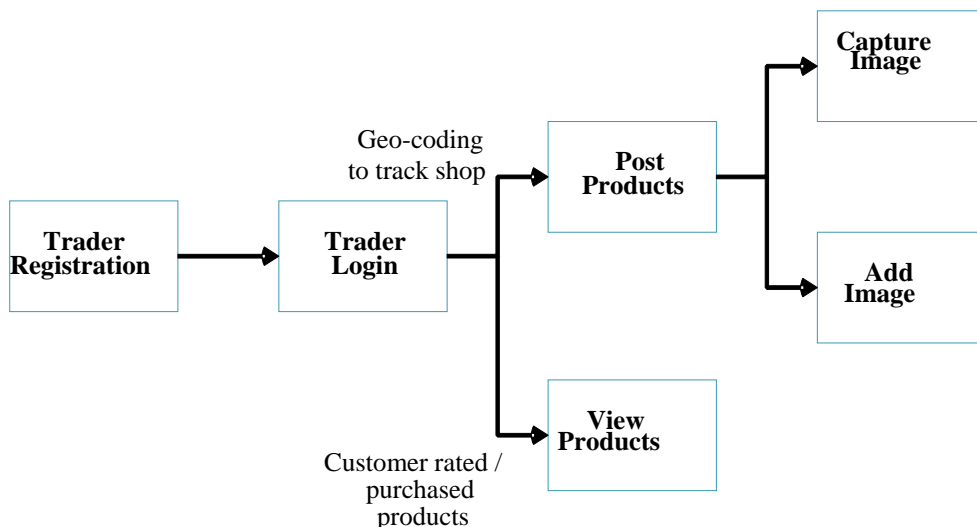 Capture
Image
Geo-coding
to track shop
Post
Products
Trader
Registration
Trader
Login
Add
Image
View
Products
Customer rated /
purchased
products